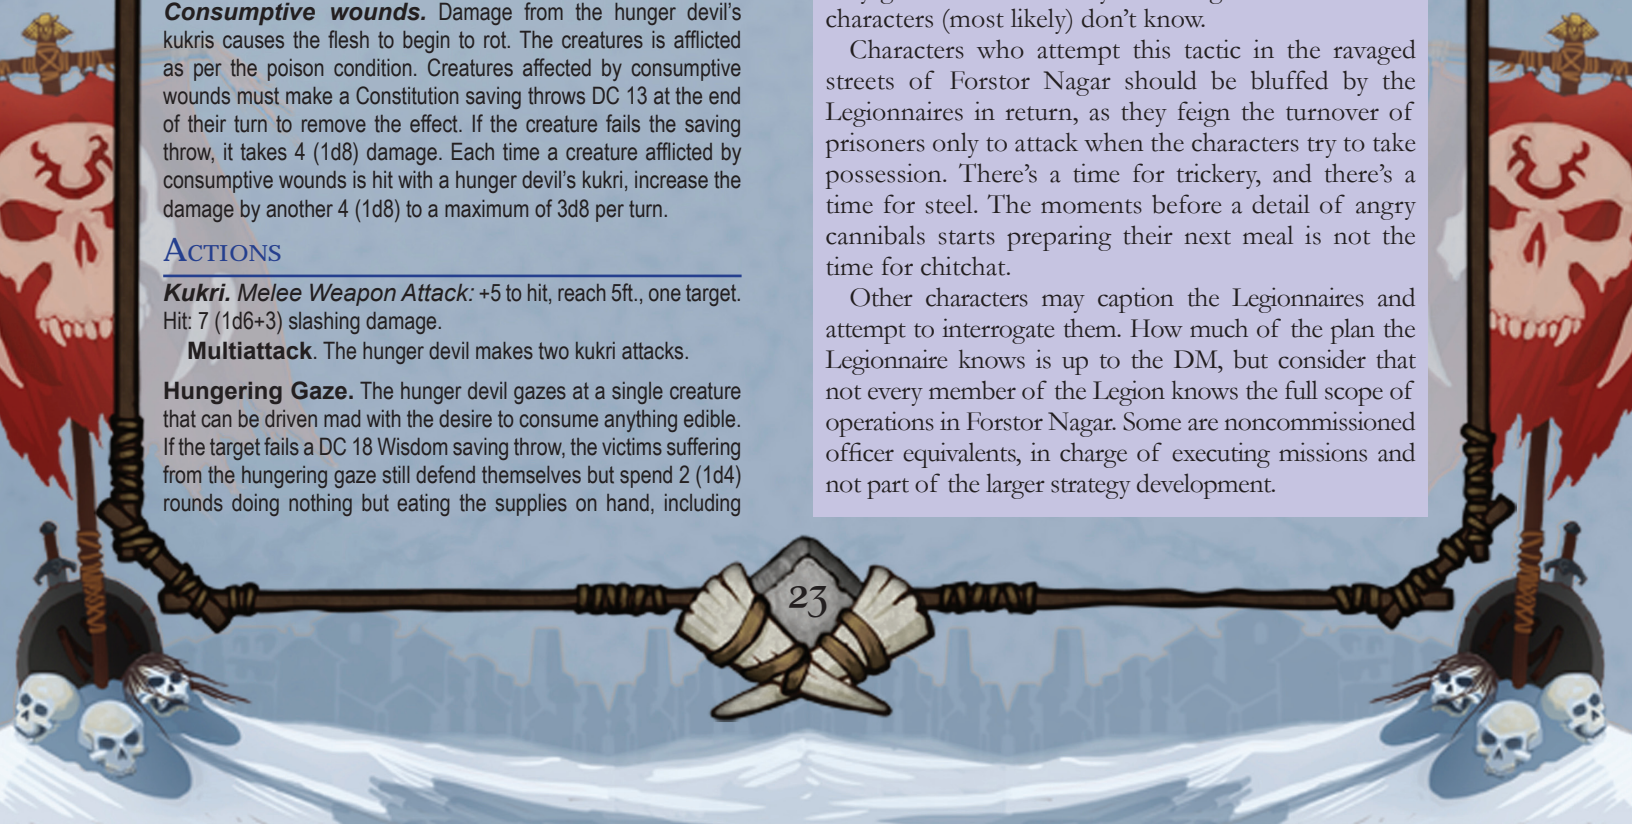 Consumptive wounds. Damage from the hunger devil's
kukris causes the flesh to begin to rot. The creatures is afflicted
as per the poison condition. Creatures affected by consumptive
wounds must make a Constitution saving throws DC 13 at the end
of their turn to remove the effect. If the creature fails the saving
throw, it takes 4 (1d8) damage. Each time a creature afflicted by
consumptive wounds is hit with a hunger devil's kukri, increase the
damage by another 4 (1d8) to a maximum of 3d8 per turn.
Actions
Kukri. Melee Weapon Attack: +5 to hit, reach 5ft., one target.
Hit: 7 (1d6+3) slashing damage.
Multiattack. The hunger devil makes two kukri attacks.
Hungering Gaze. The hunger devil gazes at a single creature
that can be driven mad with the desire to consume anything edible.
If the target fails a DC 18 Wisdom saving throw, the victims suffering
from the hungering gaze still defend themselves but spend 2 (1d4)
rounds doing nothing but eating the supplies on hand, including
characters (most likely) don't know.
Characters who attempt this tactic in the ravaged
streets of Forstor Nagar should be bluffed by the
Legionnaires in return, as they feign the turnover of
prisoners only to attack when the characters try to take
possession. There's a time for trickery, and there's a
time for steel. The moments before a detail of angry
cannibals starts preparing their next meal is not the
time for chitchat.
Other characters may caption the Legionnaires and
attempt to interrogate them. How much of the plan the
Legionnaire knows is up to the DM, but consider that
not every member of the Legion knows the full scope of
operations in Forstor Nagar. Some are noncommissioned
officer equivalents, in charge of executing missions and
not part of the larger strategy development.
23